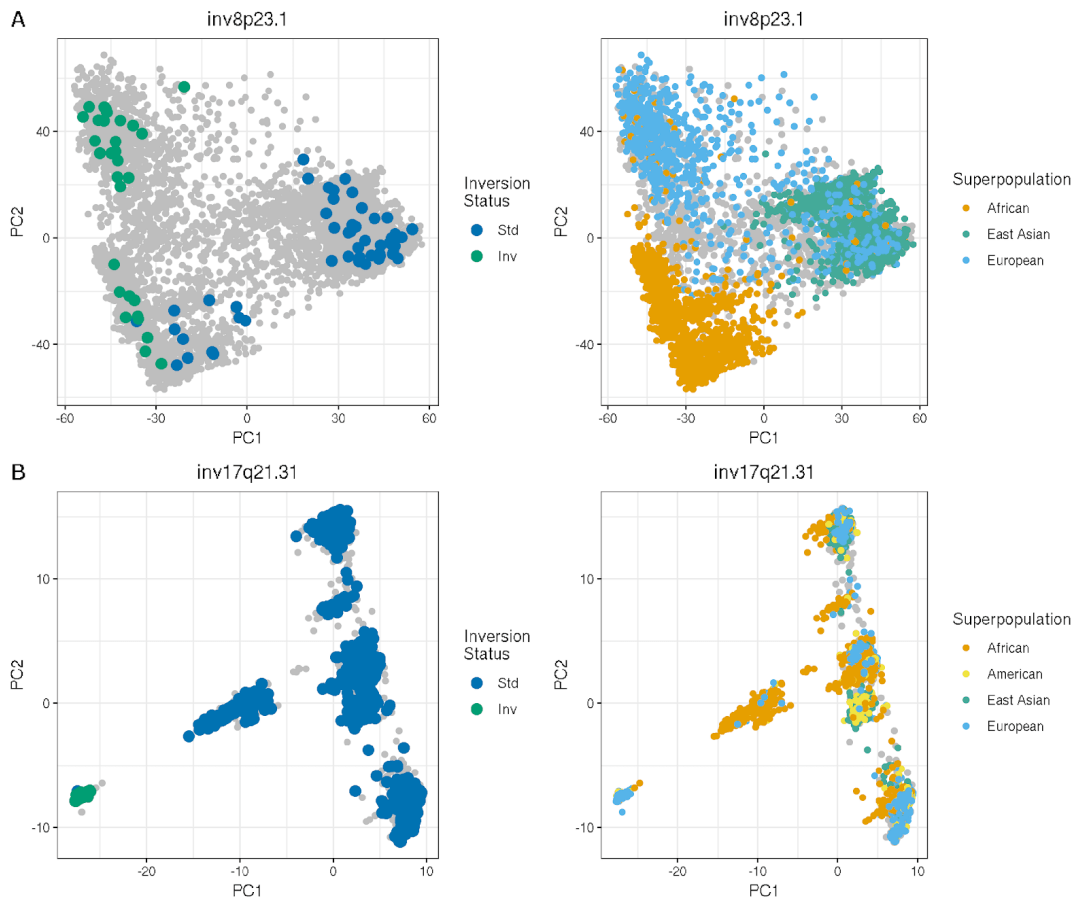 A
inv8p23.1
40
0
-40
PC2
-60
-30
0
30
60
PC1
Inversion
Status
Std
Inv
inv8p23.1
40
0
-40
PC2
-60
-30
0
30
60
PC1
Superpopulation
African
East Asian
European
B
inv17q21.31
10
0
-10
PC2
-20
-10
0
10
PC1
Inversion
Status
Std
Inv
inv17q21.31
10
0
-10
PC2
-20
-10
0
10
PC1
Superpopulation
African
American
East Asian
European